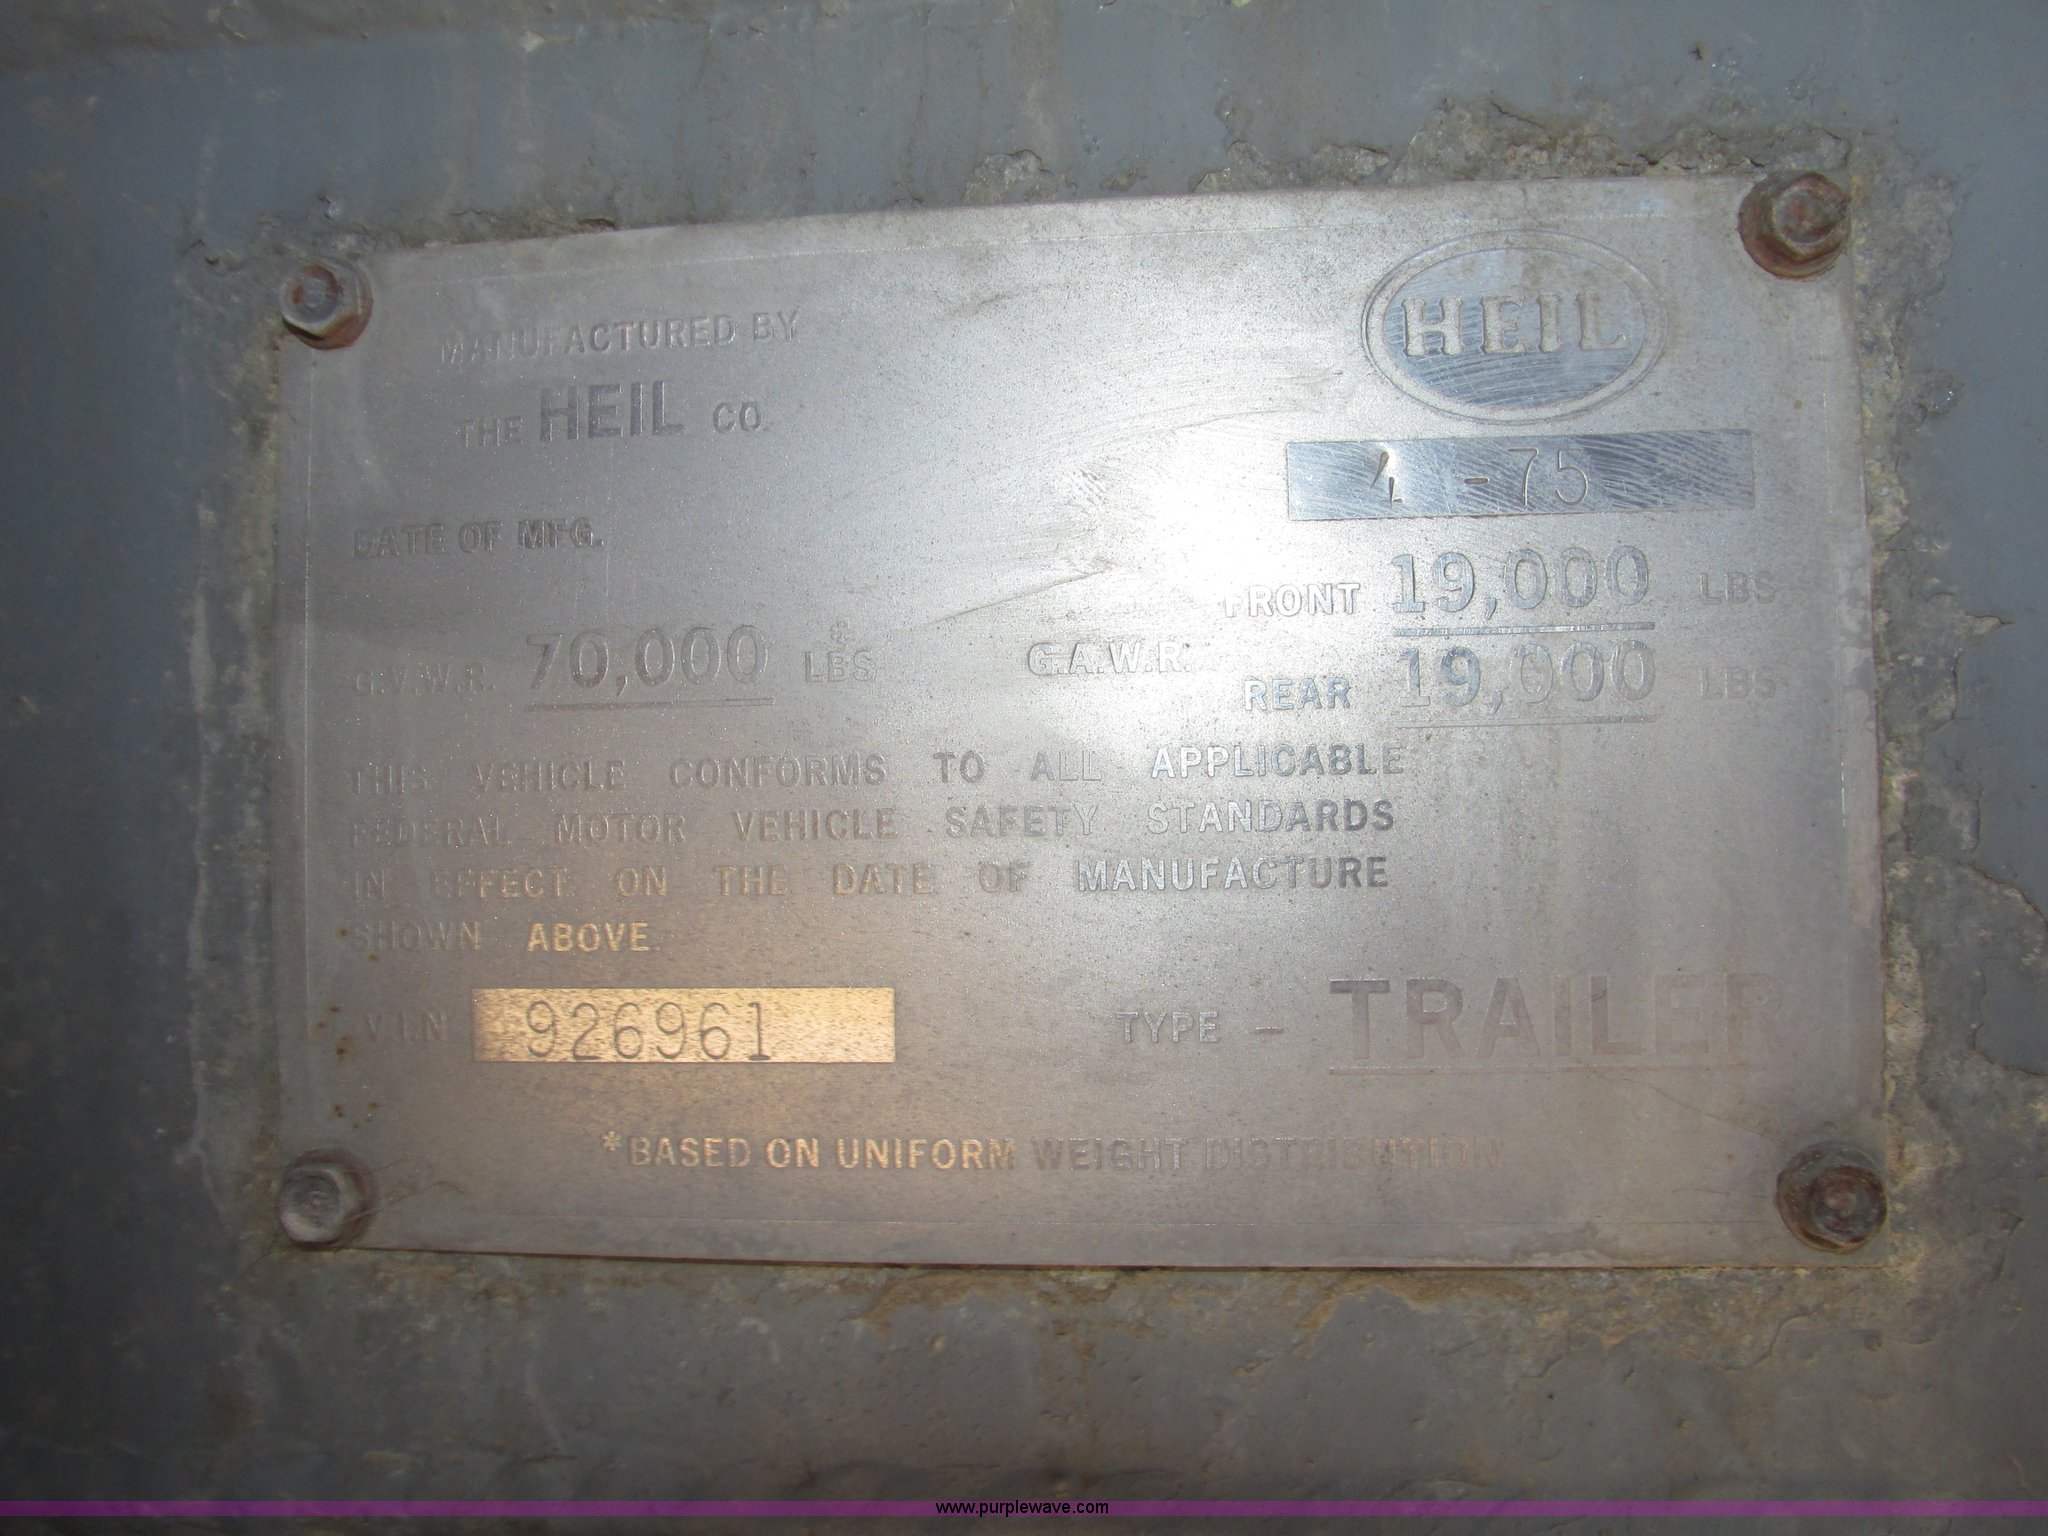 MANUFACTURED BY
THE HEIL CO.
HEIL
DATE OF MFG.
4 -75
G.V.W.R. 70,000 LBS
G.A.W.R.
FRONT 19,000 LBS
REAR 19,000 LBS
THIS VEHICLE CONFORMS TO ALL APPLICABLE
FEDERAL MOTOR VEHICLE SAFETY STANDARDS
IN EFFECT ON THE DATE OF MANUFACTURE
SHOWN ABOVE
V.I.N 926961
TYPE - TRAILER
*BASED ON UNIFORM WEIGHT DISTRIBUTION
www.purplewave.com